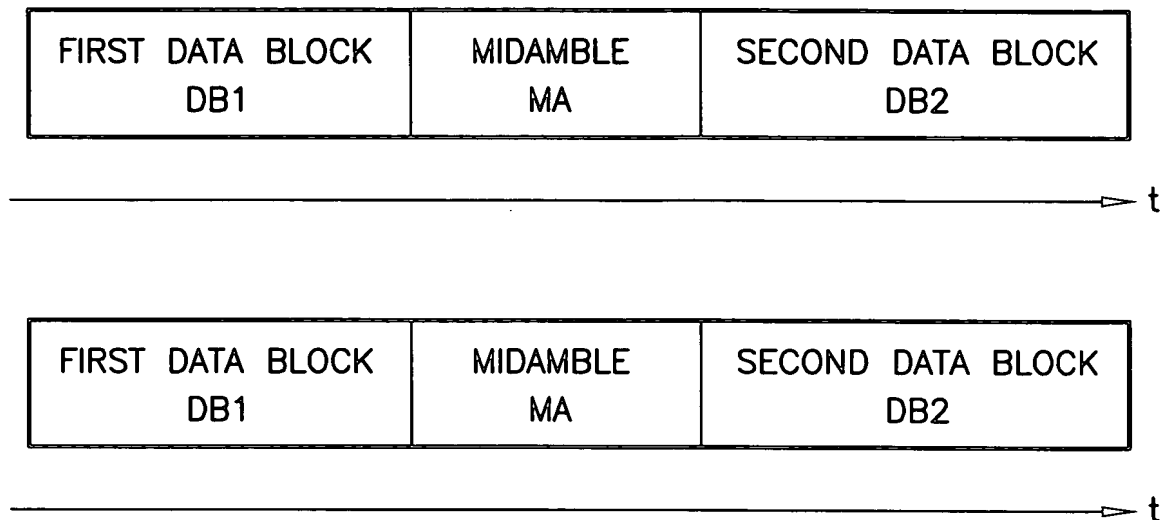 FIRST DATA BLOCK MIDAMBLE SECOND DATA BLOCK
DB1 MA DB2
t
FIRST DATA BLOCK MIDAMBLE SECOND DATA BLOCK
DB1 MA DB2
t